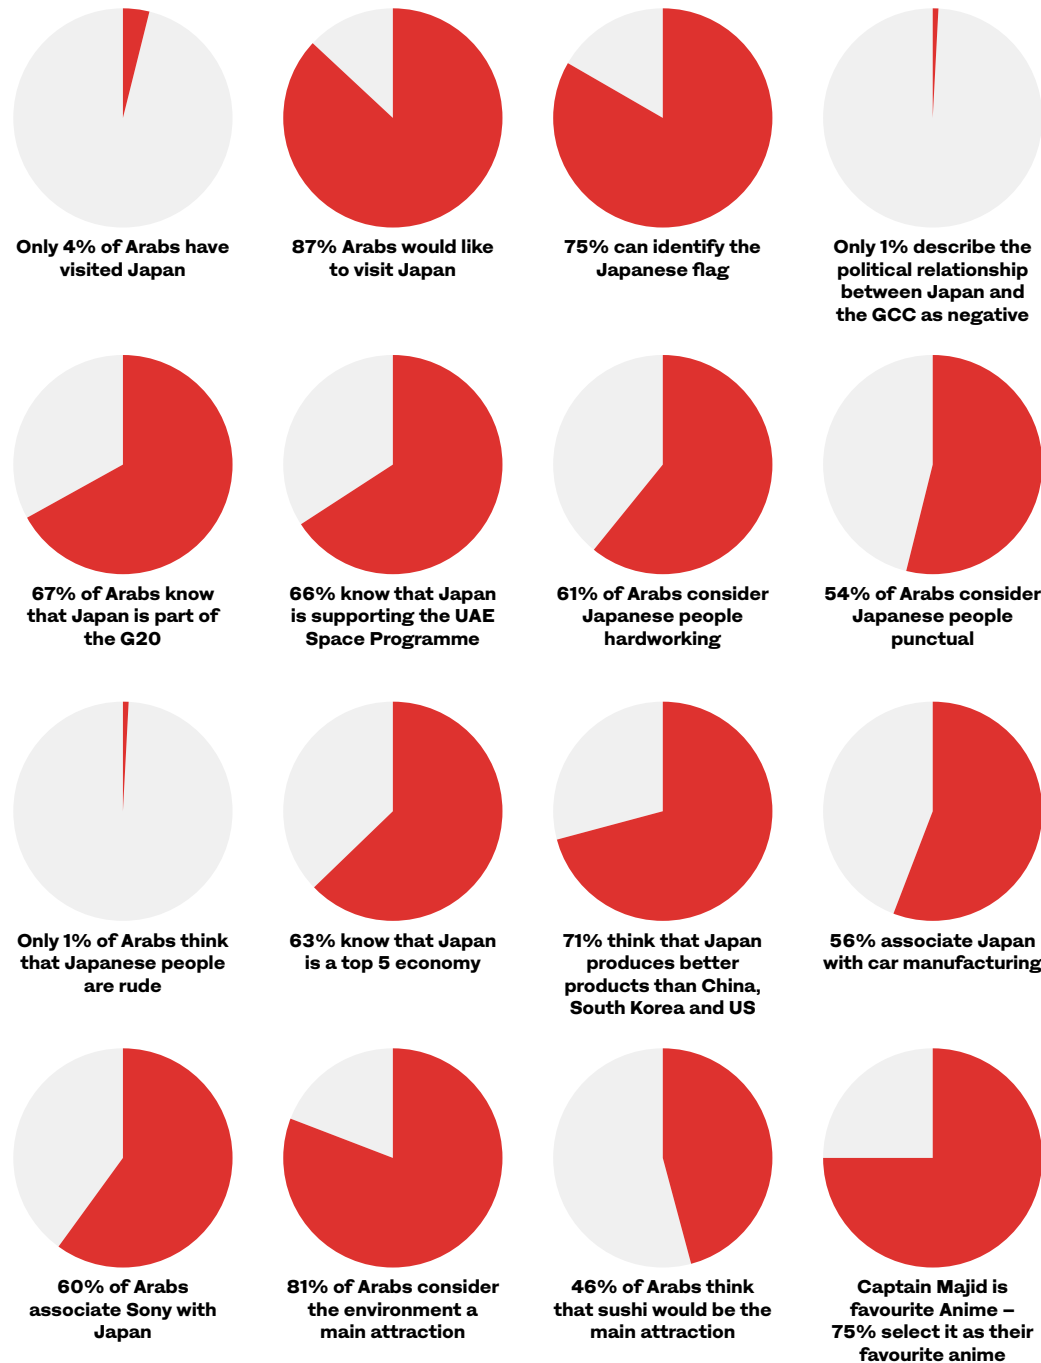 Only 4% of Arabs have
visited Japan
87% Arabs would like
to visit Japan
75% can identify the
Japanese flag
Only 1% describe the
political relationship
between Japan and
the GCC as negative
67% of Arabs know
that Japan is part of
the G20
66% know that Japan
is supporting the UAE
Space Programme
61% of Arabs consider
Japanese people
hardworking
54% of Arabs consider
Japanese people
punctual
Only 1% of Arabs think
that Japanese people
are rude
63% know that Japan
is a top 5 economy
71% think that Japan
produces better
products than China,
South Korea and US
56% associate Japan
with car manufacturing
60% of Arabs
associate Sony with
Japan
81% of Arabs consider
the environment a
main attraction
46% of Arabs think
that sushi would be the
main attraction
Captain Majid is
favourite Anime –
75% select it as their
favourite anime